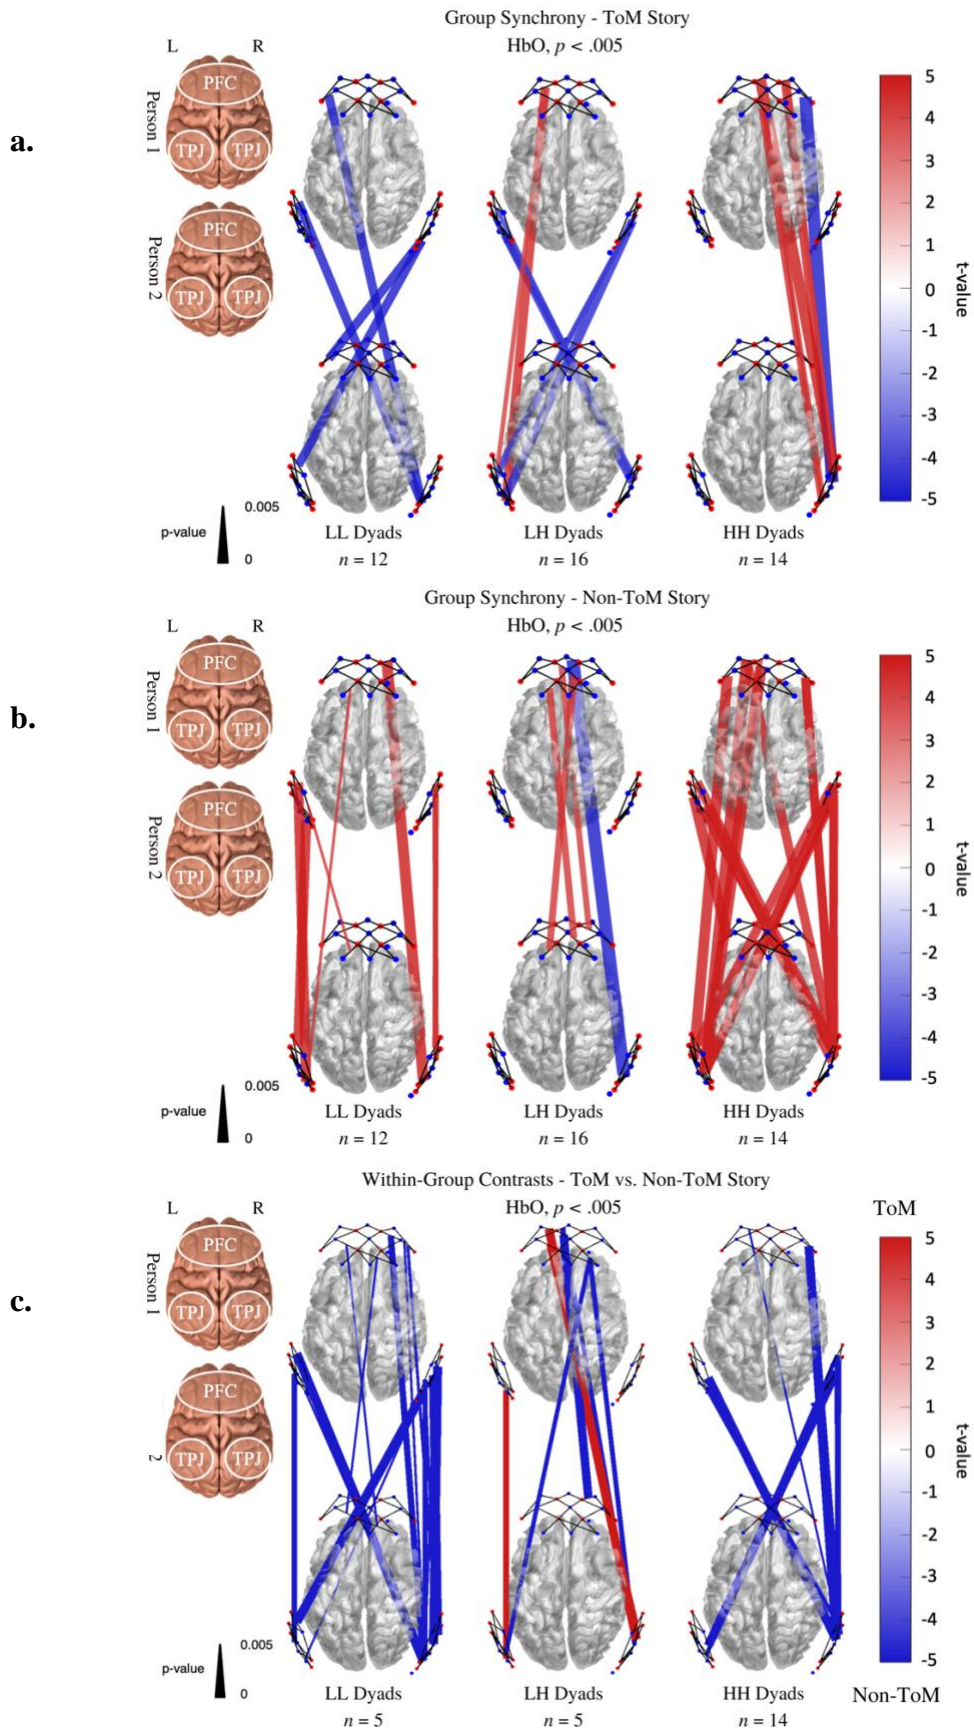 a.
Group Synchrony - ToM Story
HbO, p < .005
L R
Person 1
PFC
TPJ TPJ
Person 2
PFC
TPJ TPJ
p-value
0.005
0
LL Dyads
n = 12
LH Dyads
n = 16
HH Dyads
n = 14
5
4
3
2
1
0
-1
-2
-3
-4
-5
t-value
b.
Group Synchrony - Non-ToM Story
HbO, p < .005
L R
Person 1
PFC
TPJ TPJ
Person 2
PFC
TPJ TPJ
p-value
0.005
0
LL Dyads
n = 12
LH Dyads
n = 16
HH Dyads
n = 14
5
4
3
2
1
0
-1
-2
-3
-4
-5
t-value
c.
Within-Group Contrasts - ToM vs. Non-ToM Story
HbO, p < .005
L R
Person 1
PFC
TPJ TPJ
2
PFC
TPJ TPJ
p-value
0.005
0
LL Dyads
n = 5
LH Dyads
n = 5
HH Dyads
n = 14
ToM
5
4
3
2
1
0
-1
-2
-3
-4
-5
t-value
Non-ToM